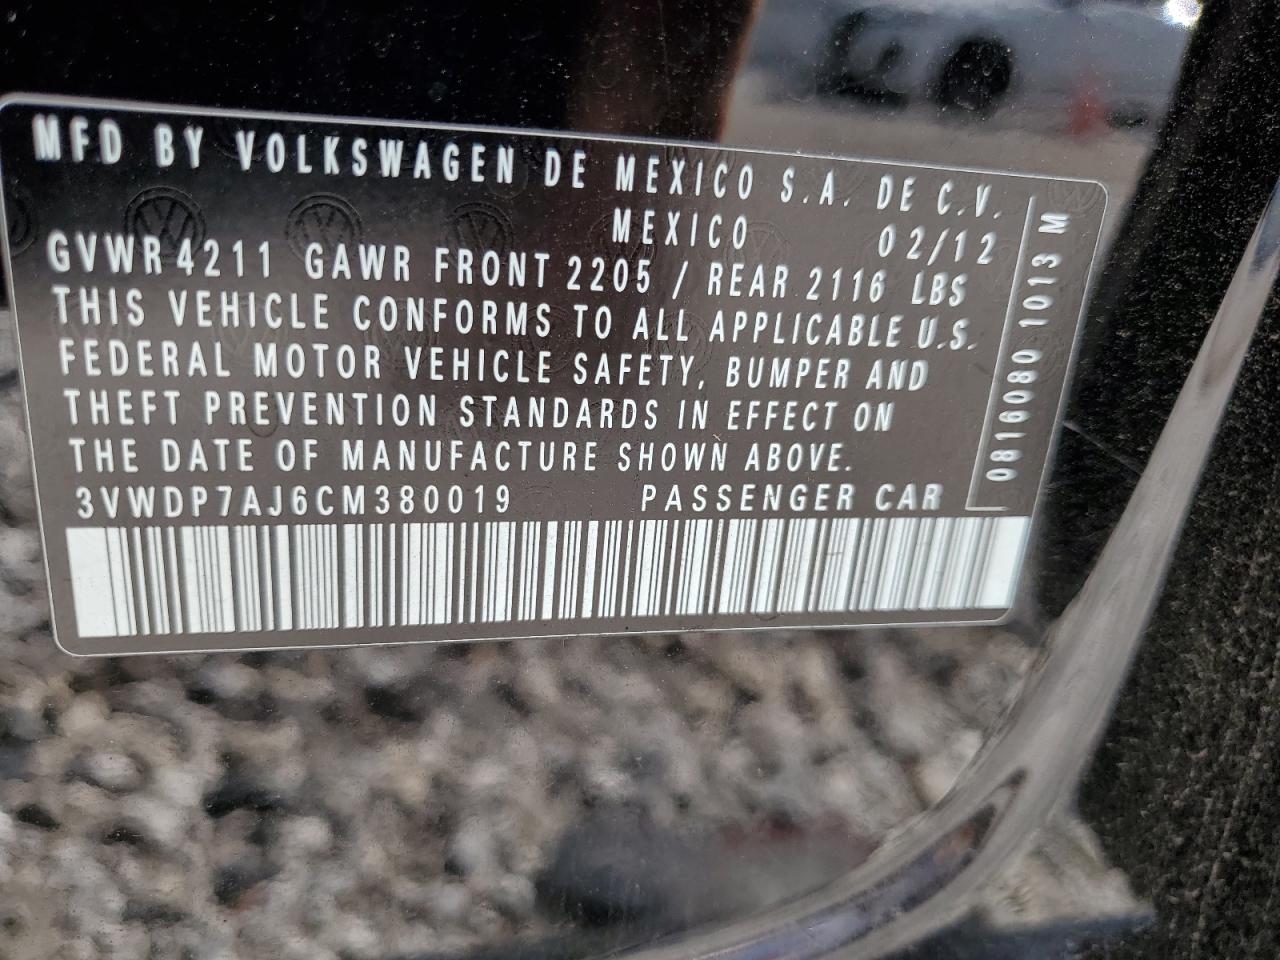 MFD BY VOLKSWAGEN DE MEXICO S.A. DE C.V.
MEXICO 02/12
GVWR 4211 GAWR FRONT 2205 / REAR 2116 LBS
THIS VEHICLE CONFORMS TO ALL APPLICABLE U.S.
FEDERAL MOTOR VEHICLE SAFETY, BUMPER AND
THEFT PREVENTION STANDARDS IN EFFECT ON
THE DATE OF MANUFACTURE SHOWN ABOVE.
3VWDP7AJ6CM380019 PASSENGER CAR
0816080 1013 M